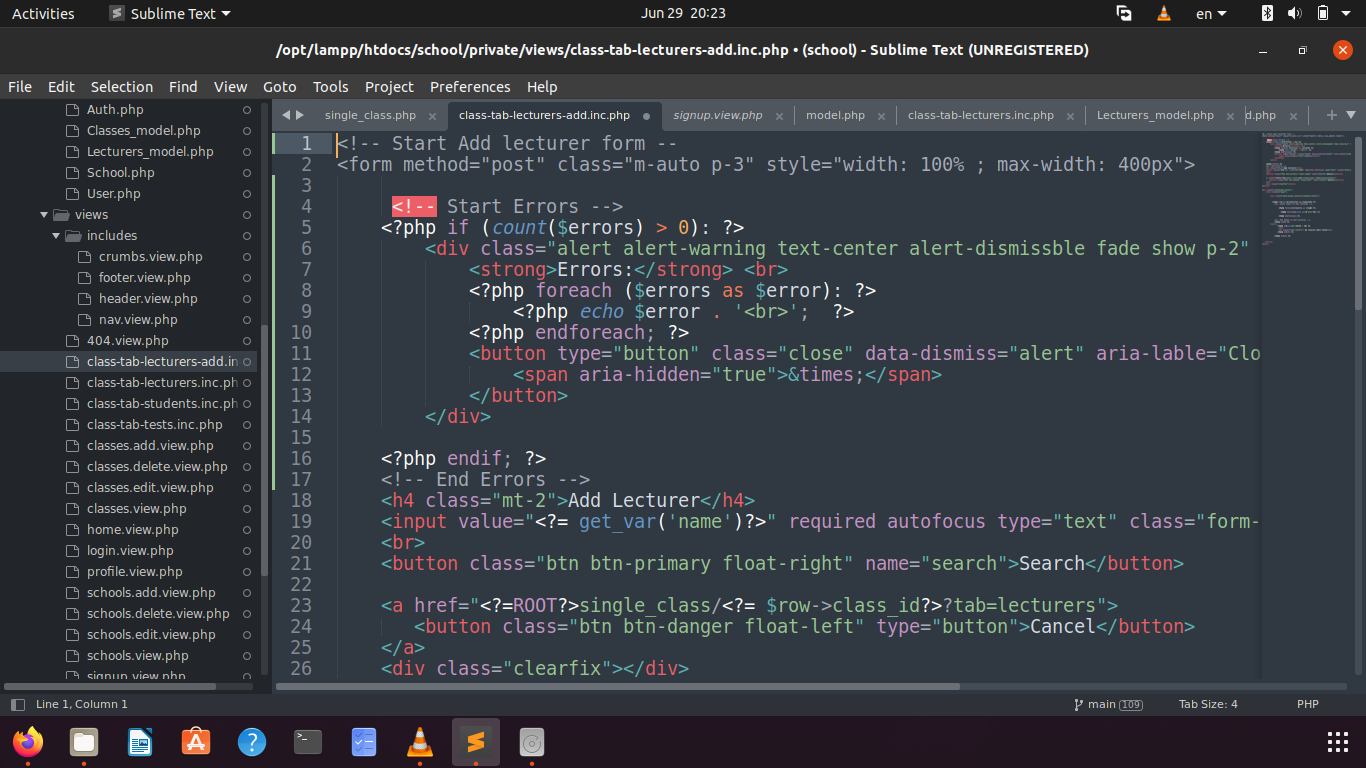 Activities Sublime Text Jun 29 20:23 en
/opt/lampp/htdocs/school/private/views/class-tab-lecturers-add.inc.php • (school) - Sublime Text (UNREGISTERED)
File Edit Selection Find View Goto Tools Project Preferences Help
Auth.php
Classes_model.php
Lecturers_model.php
School.php
User.php
views
includes
crumbs.view.php
footer.view.php
header.view.php
nav.view.php
404.view.php
class-tab-lecturers-add.in
class-tab-lecturers.inc.ph
class-tab-students.inc.ph
class-tab-tests.inc.php
classes.add.view.php
classes.delete.view.php
classes.edit.view.php
classes.view.php
home.view.php
login.view.php
profile.view.php
schools.add.view.php
schools.delete.view.php
schools.edit.view.php
schools.view.php
signup.view.php
single_class.php class-tab-lecturers-add.inc.php signup.view.php model.php class-tab-lecturers.inc.php Lecturers_model.php d.php
1 <!-- Start Add lecturer form --
2 <form method="post" class="m-auto p-3" style="width: 100% ; max-width: 400px">
3
4 <!-- Start Errors -->
5 <?php if (count($errors) > 0): ?>
6 <div class="alert alert-warning text-center alert-dismissble fade show p-2"
7 <strong>Errors:</strong> <br>
8 <?php foreach ($errors as $error): ?>
9 <?php echo $error . '<br>';  ?>
10 <?php endforeach; ?>
11 <button type="button" class="close" data-dismiss="alert" aria-lable="Clo
12 <span aria-hidden="true">&times;</span>
13 </button>
14 </div>
15
16 <?php endif; ?>
17 <!-- End Errors -->
18 <h4 class="mt-2">Add Lecturer</h4>
19 <input value="<?= get_var('name')?>" required autofocus type="text" class="form-
20 <br>
21 <button class="btn btn-primary float-right" name="search">Search</button>
22
23 <a href="<?=ROOT?>single_class/<?= $row->class_id?>?tab=lecturers">
24 <button class="btn btn-danger float-left" type="button">Cancel</button>
25 </a>
26 <div class="clearfix"></div>
Line 1, Column 1 main 109 Tab Size: 4 PHP